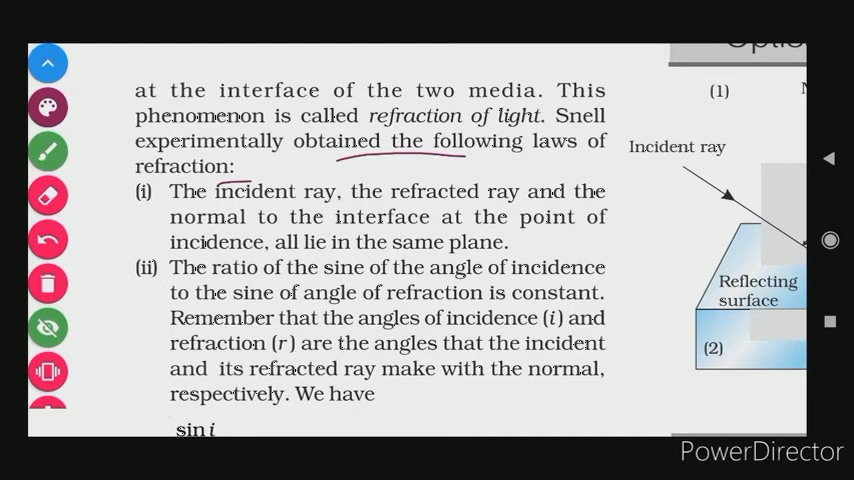 at the interface of the two media. This
phenomenon is called refraction of light. Snell
experimentally obtained the following laws of
refraction:
(i) The incident ray, the refracted ray and the
normal to the interface at the point of
incidence, all lie in the same plane.
(ii) The ratio of the sine of the angle of incidence
to the sine of angle of refraction is constant.
Remember that the angles of incidence (i) and
refraction (r) are the angles that the incident
and its refracted ray make with the normal,
respectively. We have
sin i
(1)
Incident ray
Reflecting
surface
(2)
PowerDirector